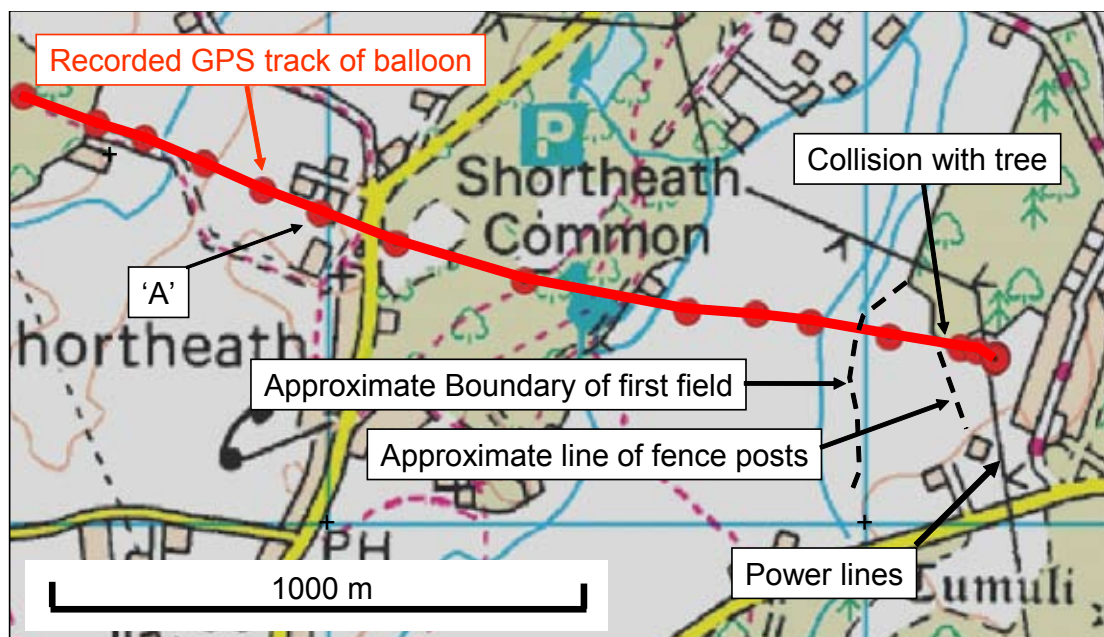 Recorded GPS track of balloon
P
Collision with tree
Shortheath
Common
‘A’
hortheath
Approximate Boundary of first field
Approximate line of fence posts
PH
Power lines
1000 m
Tumuli